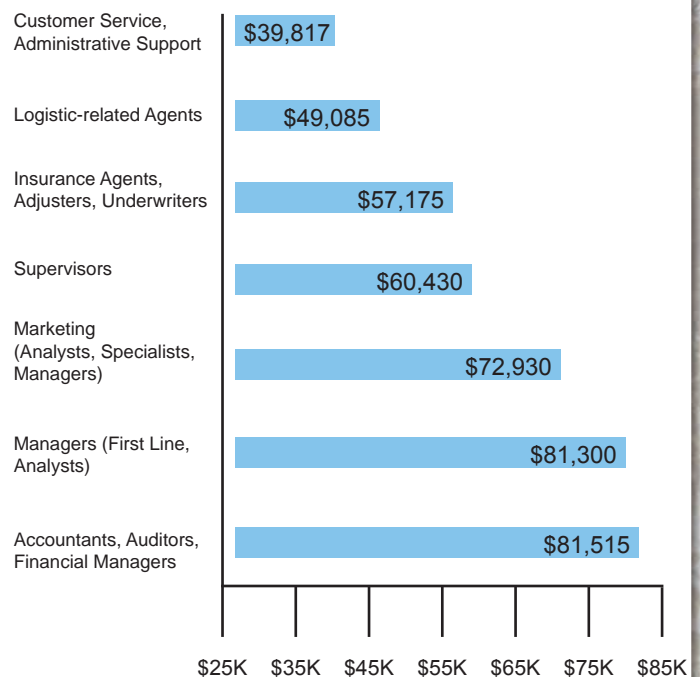 Customer Service,
Administrative Support
$39,817
Logistic-related Agents
$49,085
Insurance Agents,
Adjusters, Underwriters
$57,175
Supervisors
$60,430
Marketing
(Analysts, Specialists,
Managers)
$72,930
Managers (First Line,
Analysts)
$81,300
Accountants, Auditors,
Financial Managers
$81,515
$25K $35K $45K $55K $65K $75K $85K